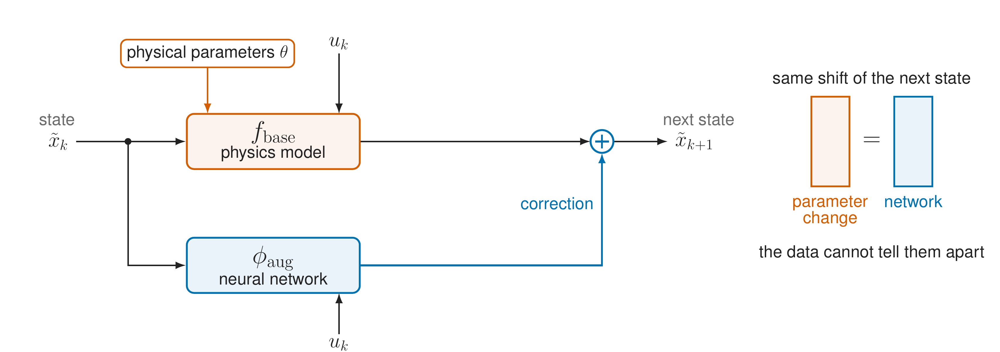 physical parameters θ
u_k
state
x̃_k
f_base
physics model
next state
x̃_{k+1}
correction
ϕ_aug
neural network
u_k
same shift of the next state
=
parameter
change
network
the data cannot tell them apart